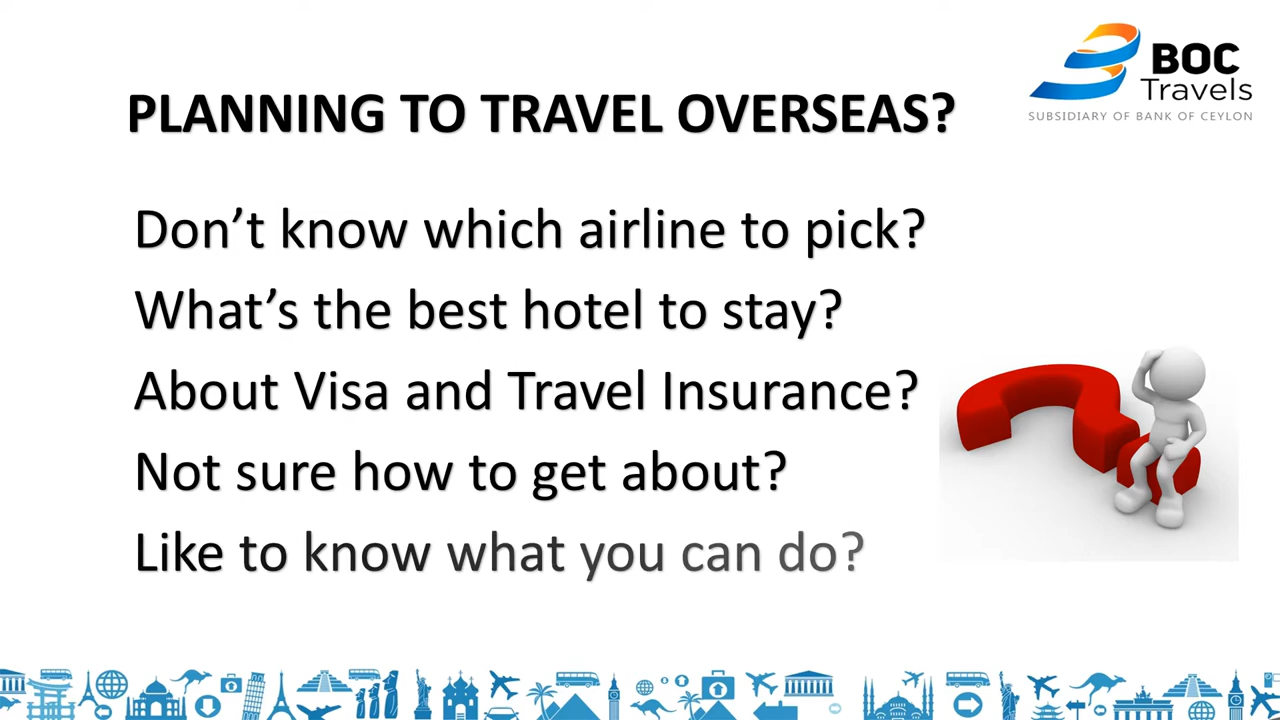 BOC
Travels
SUBSIDIARY OF BANK OF CEYLON
PLANNING TO TRAVEL OVERSEAS?
Don’t know which airline to pick?
What’s the best hotel to stay?
About Visa and Travel Insurance?
Not sure how to get about?
Like to know what you can do?